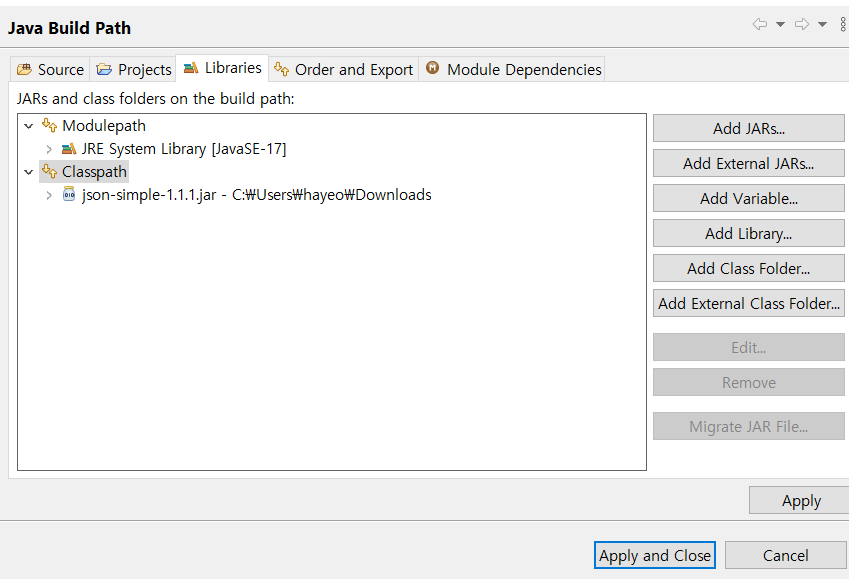 Java Build Path
Source Projects Libraries Order and Export Module Dependencies
JARs and class folders on the build path:
Modulepath
JRE System Library [JavaSE-17]
Classpath
json-simple-1.1.1.jar - C:₩Users₩hayeo₩Downloads
Add JARs...
Add External JARs...
Add Variable...
Add Library...
Add Class Folder...
Add External Class Folder...
Edit...
Remove
Migrate JAR File...
Apply
Apply and Close
Cancel